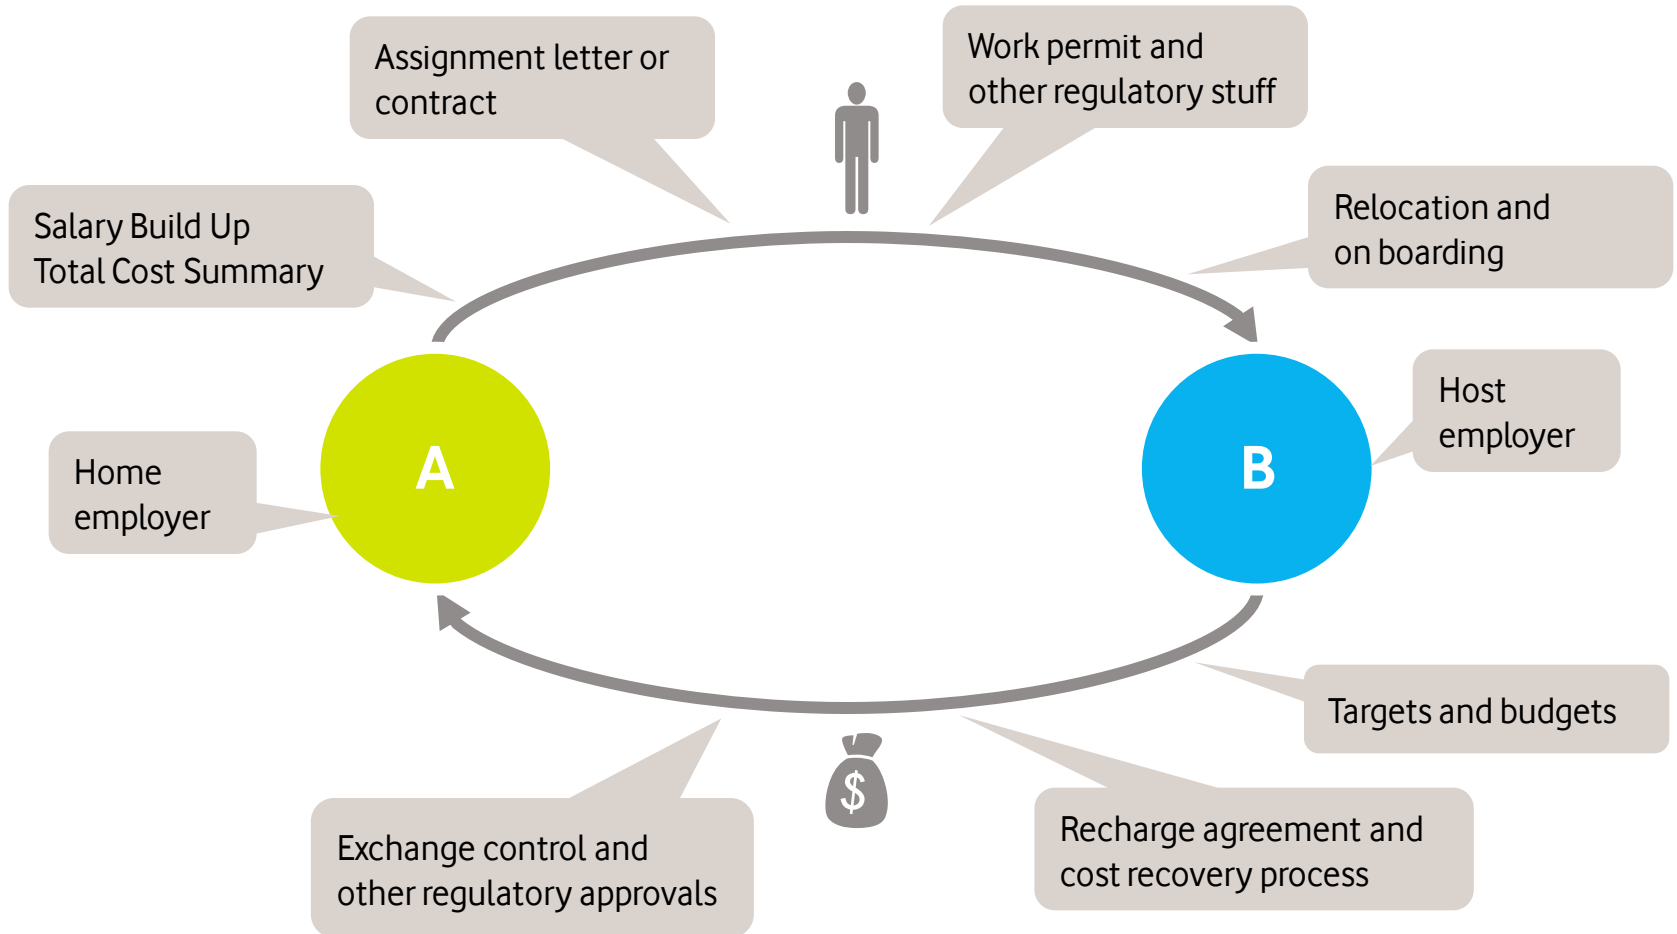 Assignment letter or
contract
Work permit and
other regulatory stuff
Salary Build Up
Total Cost Summary
Relocation and
on boarding
Home
employer
A
B
Host
employer
Targets and budgets
$
Exchange control and
other regulatory approvals
Recharge agreement and
cost recovery process